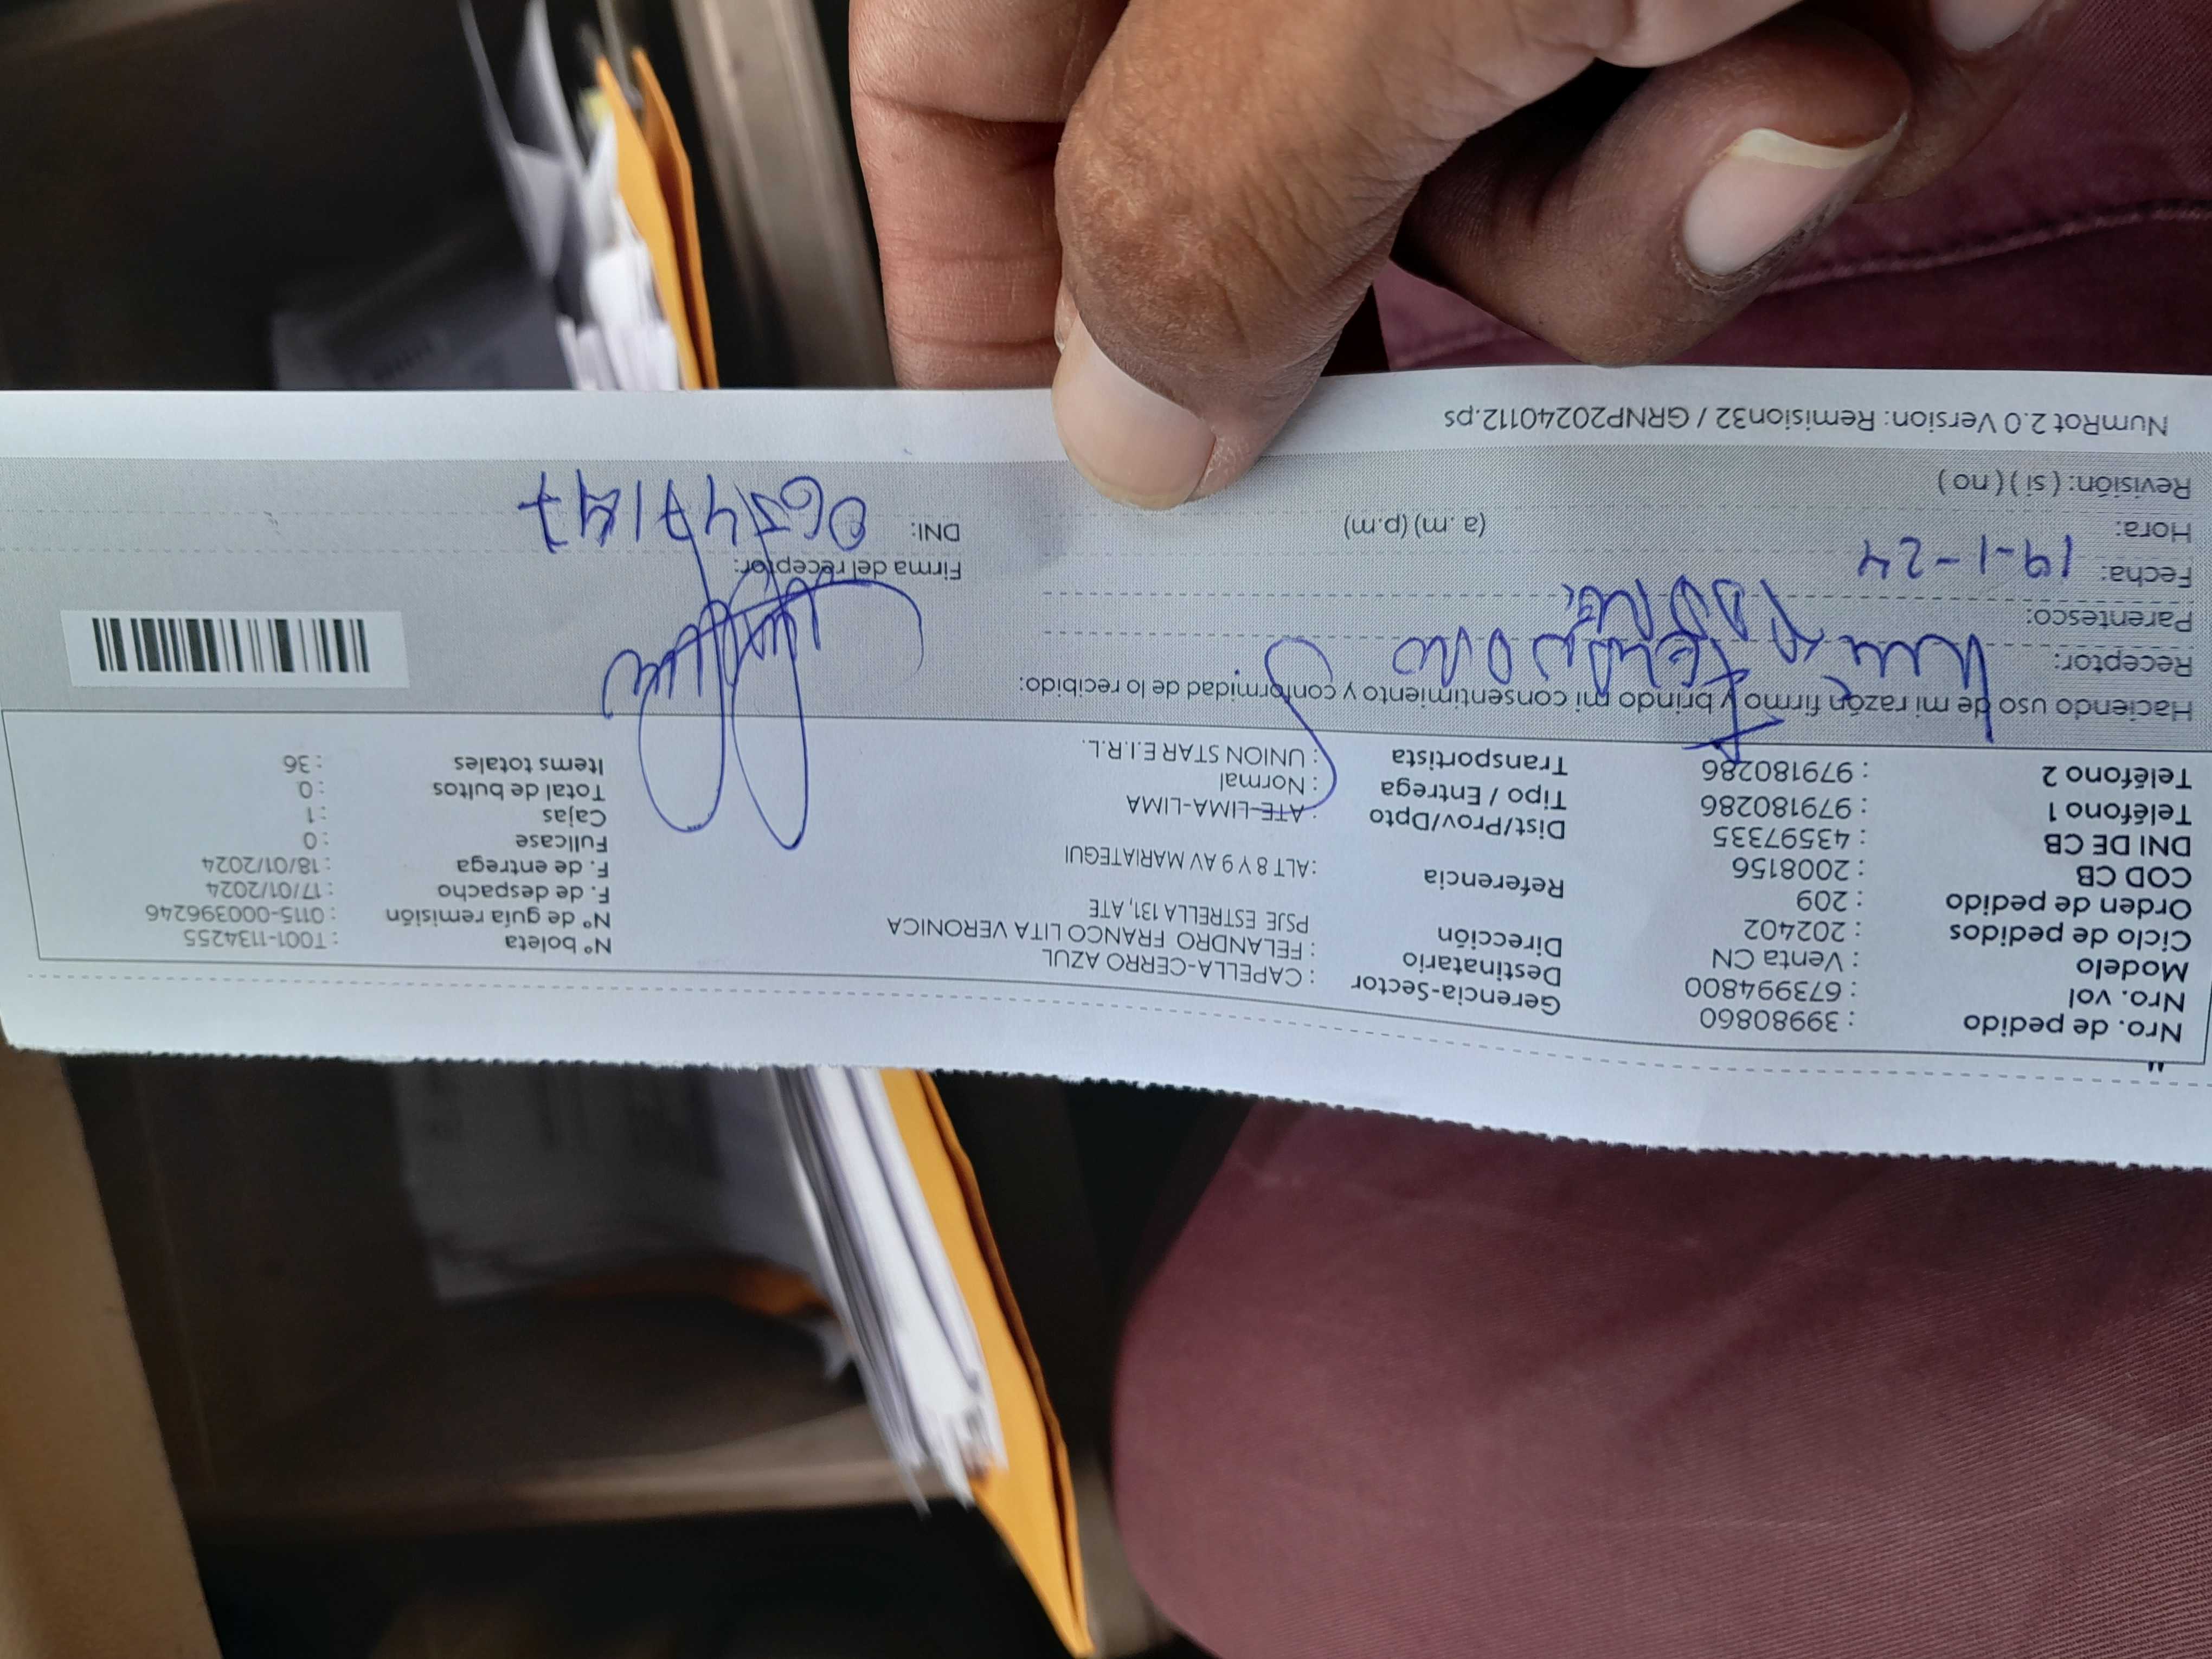 Nro. de pedido : 39980860
Nro. vol : 673994800
Modelo : Venta CN
Ciclo de pedidos : 202402
Orden de pedido : 209
COD CB : 2008156
DNI DE CB : 43597335
Teléfono 1 : 979180286
Teléfono 2 : 979180286
Gerencia-Sector : CAPELLA-CERRO AZUL
Destinatario : FELANDRO FRANCO LITA VERONICA
Dirección PSJE ESTRELLA 131, ATE
Referencia : ALT 8 Y 9 AV MARIATEGUI
Dist/Prov/Dpto : ATE-LIMA-LIMA
Tipo / Entrega : Normal
Transportista : UNION STAR E.I.R.L.
N° boleta : T001-1134255
N° de guía remisión : 0115-000396246
F. de despacho : 17/01/2024
F. de entrega : 18/01/2024
Fullcase : 0
Cajas : 1
Total de bultos : 0
Items totales : 36
Haciendo uso de mi razón firmo y brindo mi consentimiento y conformidad de lo recibido:
Receptor:
Parentesco: PADRE.
Fecha: 19-1-24
Hora: (a .m) (p.m)
Revisión: ( si ) ( no )
Firma del receptor:
DNI:
NumRot 2.0 Version: Remision32 / GRNP20240112.ps